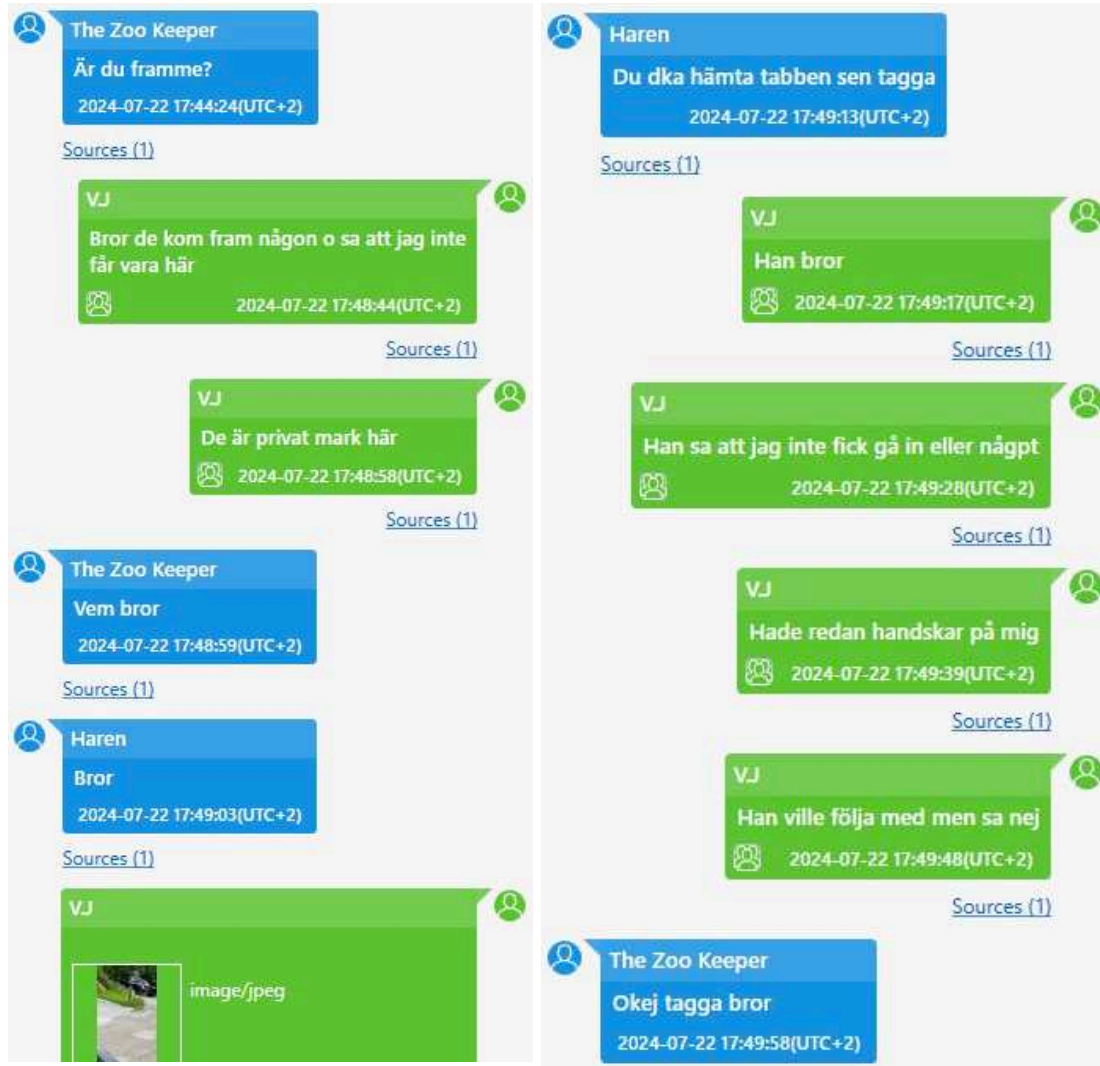 The Zoo Keeper
Är du framme?
2024-07-22 17:44:24(UTC+2)
Sources (1)
VJ
Bror de kom fram någon o sa att jag inte
får vara här
2024-07-22 17:48:44(UTC+2)
Sources (1)
VJ
De är privat mark här
2024-07-22 17:48:58(UTC+2)
Sources (1)
The Zoo Keeper
Vem bror
2024-07-22 17:48:59(UTC+2)
Sources (1)
Haren
Bror
2024-07-22 17:49:03(UTC+2)
Sources (1)
VJ
image/jpeg
Haren
Du dka hämta tabben sen tagga
2024-07-22 17:49:13(UTC+2)
Sources (1)
VJ
Han bror
2024-07-22 17:49:17(UTC+2)
Sources (1)
VJ
Han sa att jag inte fick gå in eller någpt
2024-07-22 17:49:28(UTC+2)
Sources (1)
VJ
Hade redan handskar på mig
2024-07-22 17:49:39(UTC+2)
Sources (1)
VJ
Han ville följa med men sa nej
2024-07-22 17:49:48(UTC+2)
Sources (1)
The Zoo Keeper
Okej tagga bror
2024-07-22 17:49:58(UTC+2)